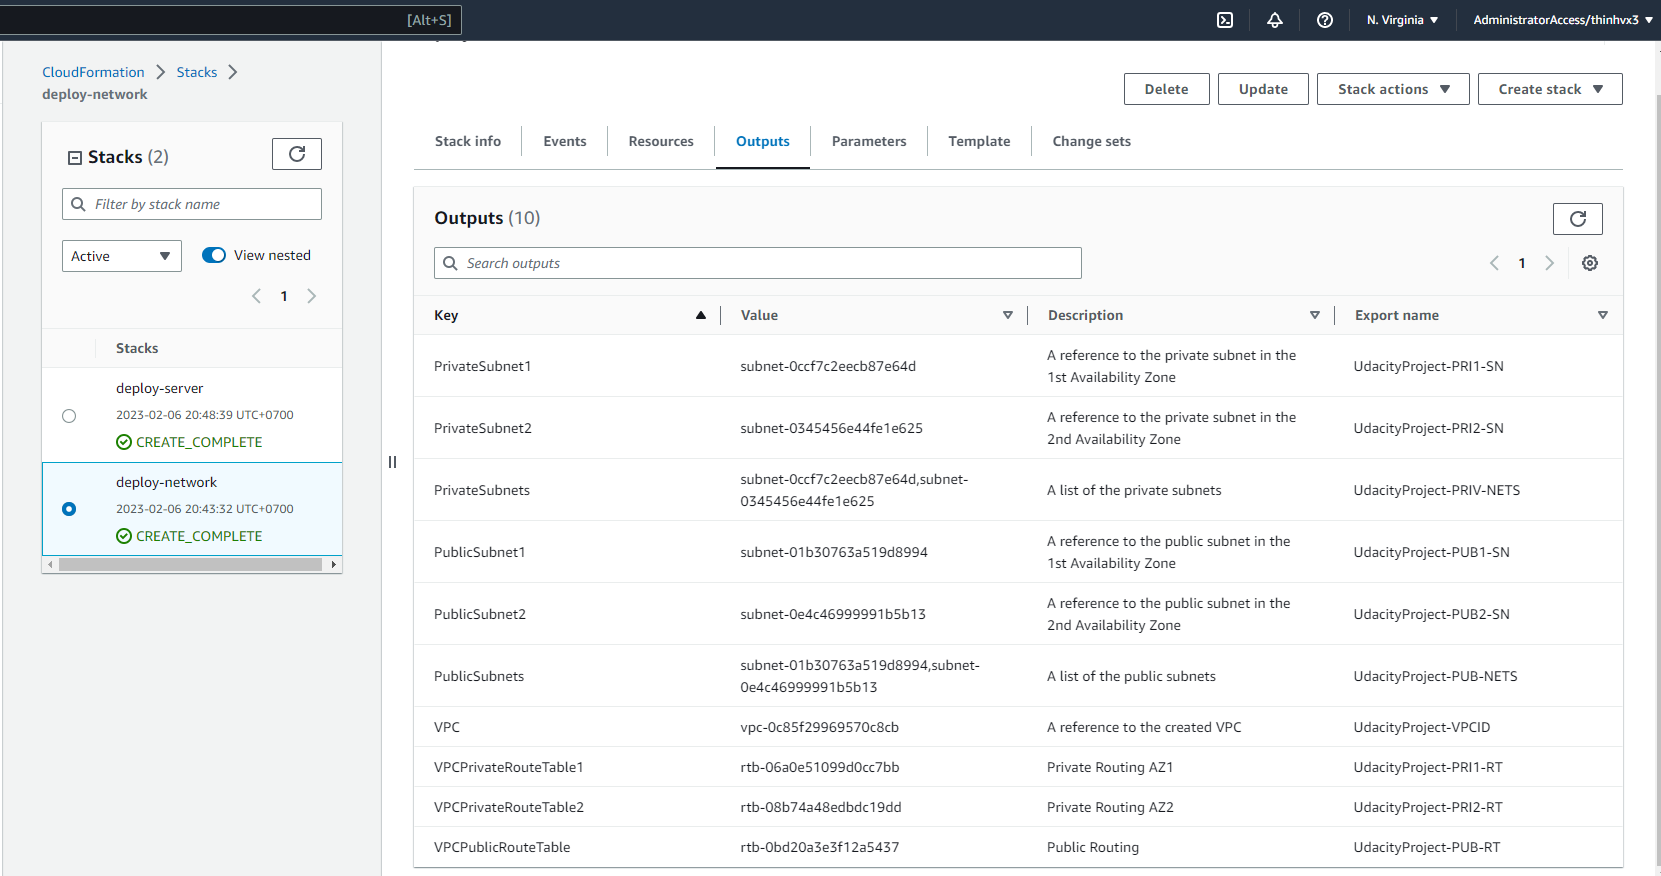 [Alt+S]
N. Virginia
AdministratorAccess/thinhvx3
CloudFormation
Stacks
deploy-network
Stacks (2)
Filter by stack name
Active
View nested
1
Stacks
deploy-server
2023-02-06 20:48:39 UTC+0700
CREATE_COMPLETE
deploy-network
2023-02-06 20:43:32 UTC+0700
CREATE_COMPLETE
Delete
Update
Stack actions
Create stack
Stack info
Events
Resources
Outputs
Parameters
Template
Change sets
Outputs (10)
Search outputs
1
Key
Value
Description
Export name
PrivateSubnet1
subnet-0ccf7c2eecb87e64d
A reference to the private subnet in the
1st Availability Zone
UdacityProject-PRI1-SN
PrivateSubnet2
subnet-0345456e44fe1e625
A reference to the private subnet in the
2nd Availability Zone
UdacityProject-PRI2-SN
PrivateSubnets
subnet-0ccf7c2eecb87e64d,subnet-
0345456e44fe1e625
A list of the private subnets
UdacityProject-PRIV-NETS
PublicSubnet1
subnet-01b30763a519d8994
A reference to the public subnet in the
1st Availability Zone
UdacityProject-PUB1-SN
PublicSubnet2
subnet-0e4c46999991b5b13
A reference to the public subnet in the
2nd Availability Zone
UdacityProject-PUB2-SN
PublicSubnets
subnet-01b30763a519d8994,subnet-
0e4c46999991b5b13
A list of the public subnets
UdacityProject-PUB-NETS
VPC
vpc-0c85f29969570c8cb
A reference to the created VPC
UdacityProject-VPCID
VPCPrivateRouteTable1
rtb-06a0e51099d0cc7bb
Private Routing AZ1
UdacityProject-PRI1-RT
VPCPrivateRouteTable2
rtb-08b74a48edbdc19dd
Private Routing AZ2
UdacityProject-PRI2-RT
VPCPublicRouteTable
rtb-0bd20a3e3f12a5437
Public Routing
UdacityProject-PUB-RT